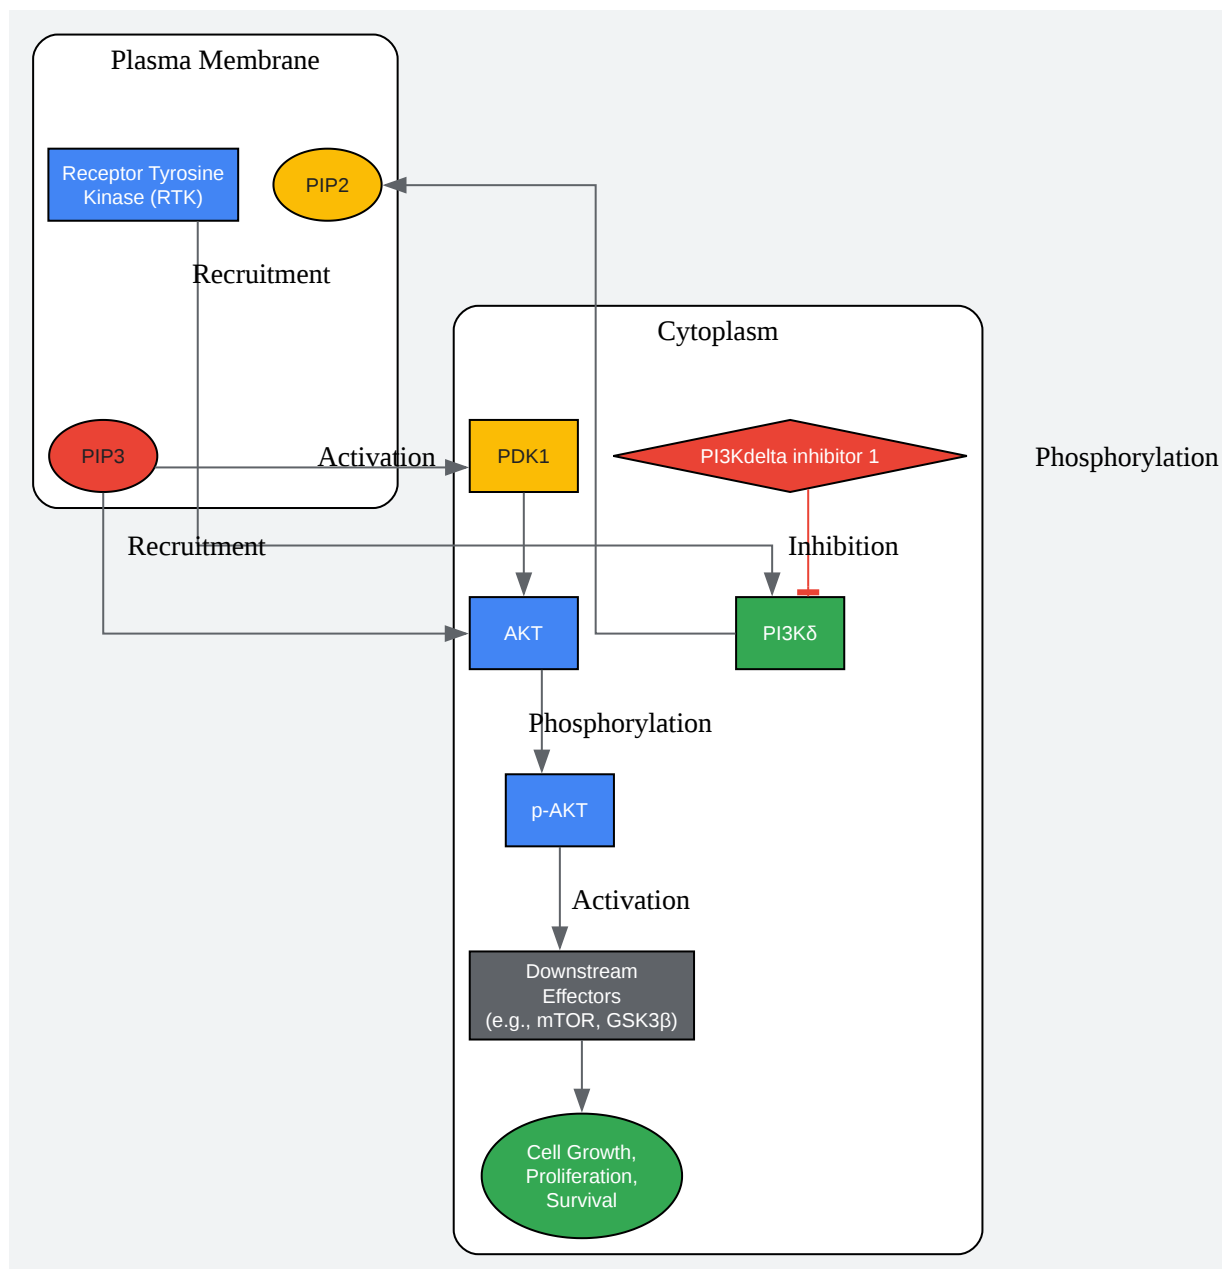 Plasma Membrane
Receptor Tyrosine
Kinase (RTK)
PIP2
Recruitment
Cytoplasm
PIP3
Activation
PDK1
PI3Kdelta inhibitor 1
Phosphorylation
Recruitment
Inhibition
AKT
PI3Kδ
Phosphorylation
p-AKT
Activation
Downstream
Effectors
(e.g., mTOR, GSK3β)
Cell Growth,
Proliferation,
Survival